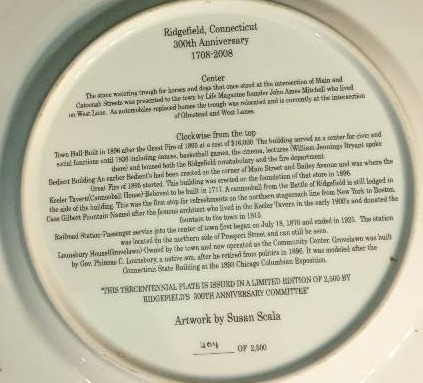 Ridgefield, Connecticut
300th Anniversary
1708-2008
Center
The stone watering trough for horses and dogs that once stood at the intersection of Main and
Catoonah Streets was presented to the town by Life Magazine founder John Ames Mitchell who lived
on West Lane. As automobiles replaced horses the trough was relocated and is currently at the intersection
of Olmstead and West Lanes.
Clockwise from the top
Town Hall-Built in 1896 after the Great Fire of 1895 at a cost of $16,000. The building served as a center for civic and
social functions until 1936 including dances, basketball games, the cinema, lectures (William Jennings Bryant spoke
there) and housed both the Ridgefield constabulary and the fire department.
Bedient Building-An earlier Bedient's had been erected on the corner of Main Street and Bailey Avenue and was where the
Great Fire of 1895 started. This building was erected on the foundation of that store in 1896.
Keeler Tavern(Cannonball House)-Believed to be built in 1717. A cannonball from the Battle of Ridgefield is still lodged in
the side of the building. This was the first stop for refreshments on the northern stagecoach line from New York to Boston.
Cass Gilbert Fountain-Named after the famous architect who lived in the Keeler Tavern in the early 1900's and donated the
fountain to the town in 1915.
Railroad Station-Passenger service into the center of town first began on July 18, 1870 and ended in 1925. The station
was located on the northern side of Prospect Street and can still be seen.
Lounsbury House(Grovelawn)-Owned by the town and now operated as the Community Center. Grovelawn was built
by Gov. Phineas C. Lounsbury, a native son, after he retired from politics in 1896. It was modeled after the
Connecticut State Building at the 1893 Chicago Columbian Exposition.
"THIS TERCENTENNIAL PLATE IS ISSUED IN A LIMITED EDITION OF 2,500 BY
RIDGEFIELD'S 300TH ANNIVERSARY COMMITTEE"
Artwork by Susan Scala
204 OF 2,500